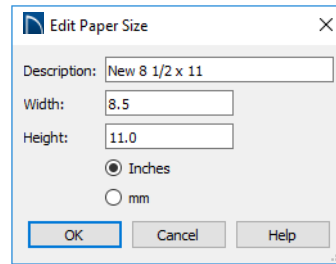 Edit Paper Size
Description: New 8 1/2 x 11
Width: 8.5
Height: 11.0
Inches
mm
OK Cancel Help